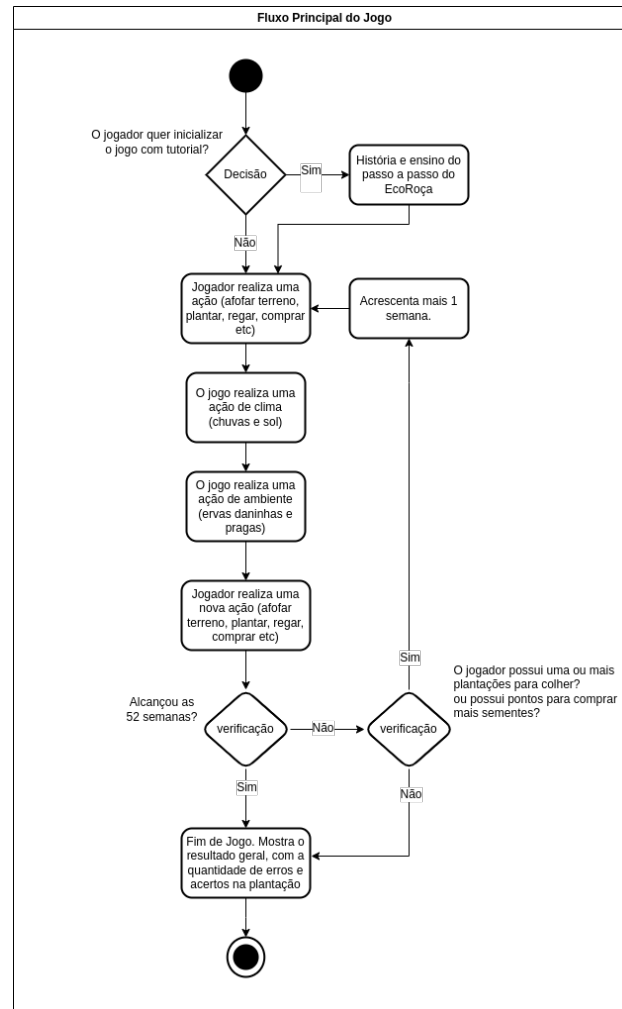 Fluxo Principal do Jogo
O jogador quer inicializar
o jogo com tutorial?
Decisão
Sim
História e ensino do
passo a passo do
EcoRoça
Não
Jogador realiza uma
ação (afofar terreno,
plantar, regar, comprar
etc)
Acrescenta mais 1
semana.
O jogo realiza uma
ação de clima
(chuvas e sol)
O jogo realiza uma
ação de ambiente
(ervas daninhas e
pragas)
Jogador realiza uma
nova ação (afofar
terreno, plantar, regar,
comprar etc)
Alcançou as
52 semanas?
verificação
Não
verificação
Sim
O jogador possui uma ou mais
plantações para colher?
ou possui pontos para comprar
mais sementes?
Sim
Não
Fim de Jogo. Mostra o
resultado geral, com a
quantidade de erros e
acertos na plantação